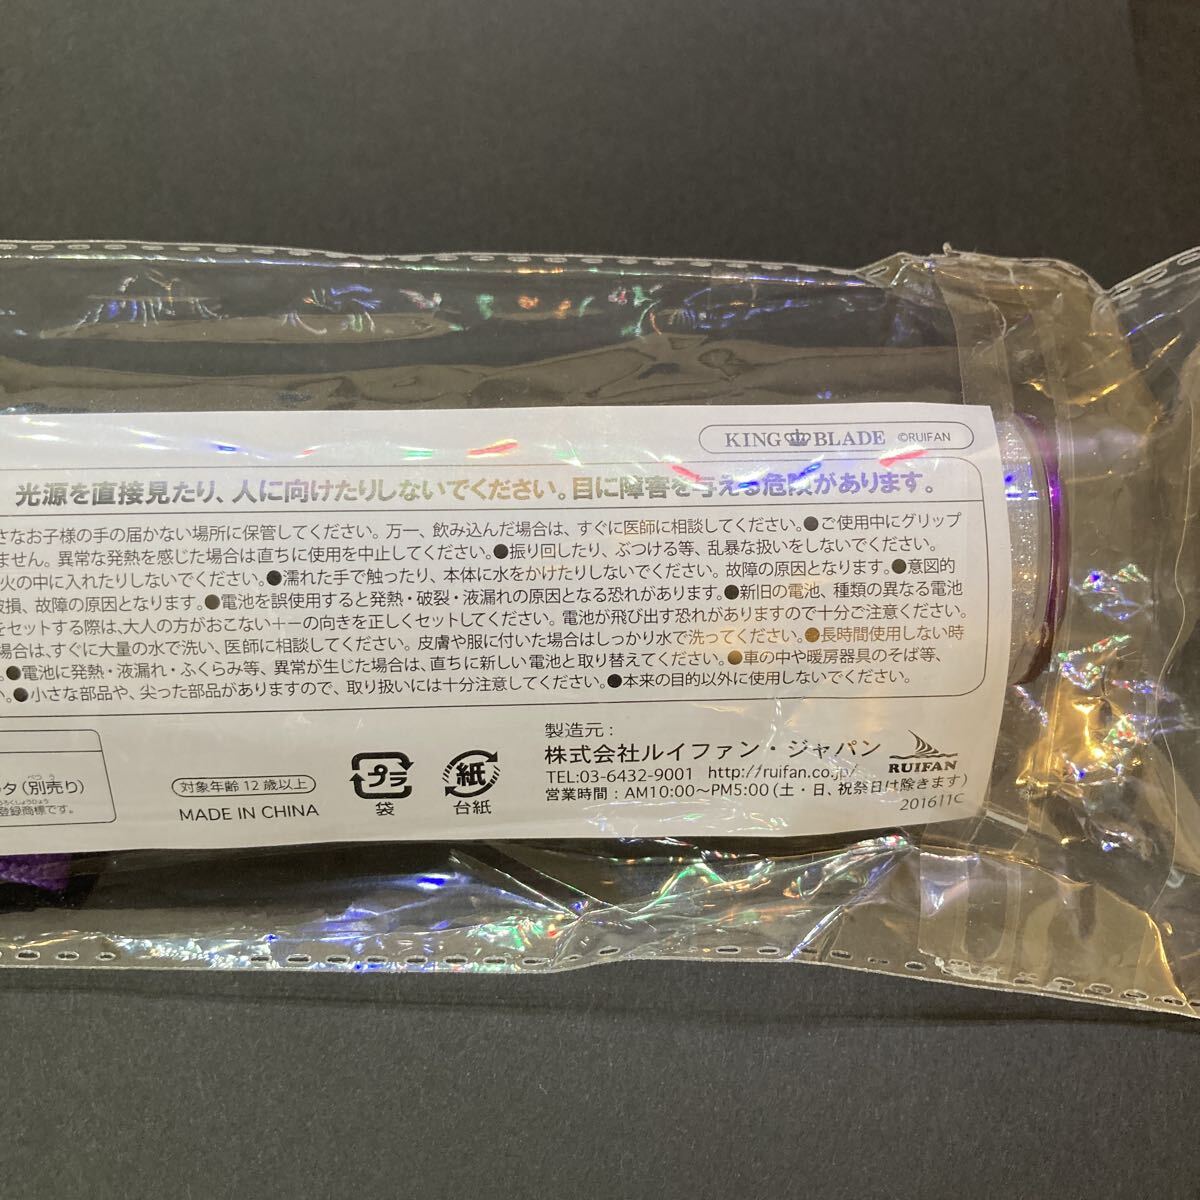 KING BLADE ©RUIFAN
光源を直接見たり、人に向けたりしないでください。目に障害を与える危険があります。
さなお子様の手の届かない場所に保管してください。万一、飲み込んだ場合は、すぐに医師に相談してください。●ご使用中にグリップ
ません。異常な発熱を感じた場合は直ちに使用を中止してください。●振り回したり、ぶつける等、乱暴な扱いをしないでください。
火の中に入れたりしないでください。●濡れた手で触ったり、本体に水をかけたりしないでください。故障の原因となります。●意図的
破損、故障の原因となります。●電池を誤使用すると発熱・破裂・液漏れの原因となる恐れがあります。●新旧の電池、種類の異なる電池
をセットする際は、大人の方がおこない＋－の向きを正しくセットしてください。電池が飛び出す恐れがありますので十分ご注意ください。
場合は、すぐに大量の水で洗い、医師に相談してください。皮膚や服に付いた場合はしっかり水で洗ってください。●長時間使用しない時
。●電池に発熱・液漏れ・ふくらみ等、異常が生じた場合は、直ちに新しい電池と取り替えてください。●車の中や暖房器具のそば等、
い。●小さな部品や、尖った部品がありますので、取り扱いには十分注意してください。●本来の目的以外に使用しないでください。
タ(別売り)
登録商標です。
対象年齢12歳以上
MADE IN CHINA
プラ
袋
紙
台紙
製造元：
株式会社ルイファン・ジャパン
TEL:03-6432-9001 http://ruifan.co.jp/
営業時間：AM10:00～PM5:00(土・日、祝祭日は除きます)
RUIFAN
201611C